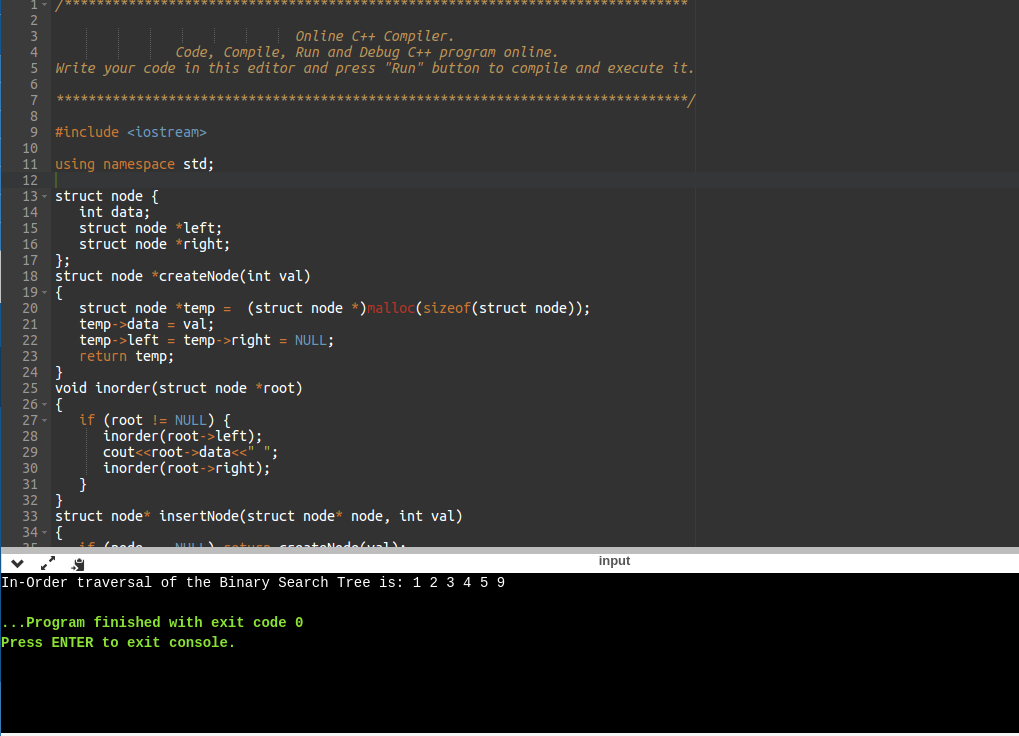 1 /******************************************************************************
2
3 Online C++ Compiler.
4 Code, Compile, Run and Debug C++ program online.
5 Write your code in this editor and press "Run" button to compile and execute it.
6
7 *******************************************************************************/
8
9 #include <iostream>
10
11 using namespace std;
12
13 struct node {
14 int data;
15 struct node *left;
16 struct node *right;
17 };
18 struct node *createNode(int val)
19 {
20 struct node *temp =  (struct node *)malloc(sizeof(struct node));
21 temp->data = val;
22 temp->left = temp->right = NULL;
23 return temp;
24 }
25 void inorder(struct node *root)
26 {
27 if (root != NULL) {
28 inorder(root->left);
29 cout<<root->data<<" ";
30 inorder(root->right);
31 }
32 }
33 struct node* insertNode(struct node* node, int val)
34 {
35 if (node == NULL) return createNode(val);
input
In-Order traversal of the Binary Search Tree is: 1 2 3 4 5 9
...Program finished with exit code 0
Press ENTER to exit console.